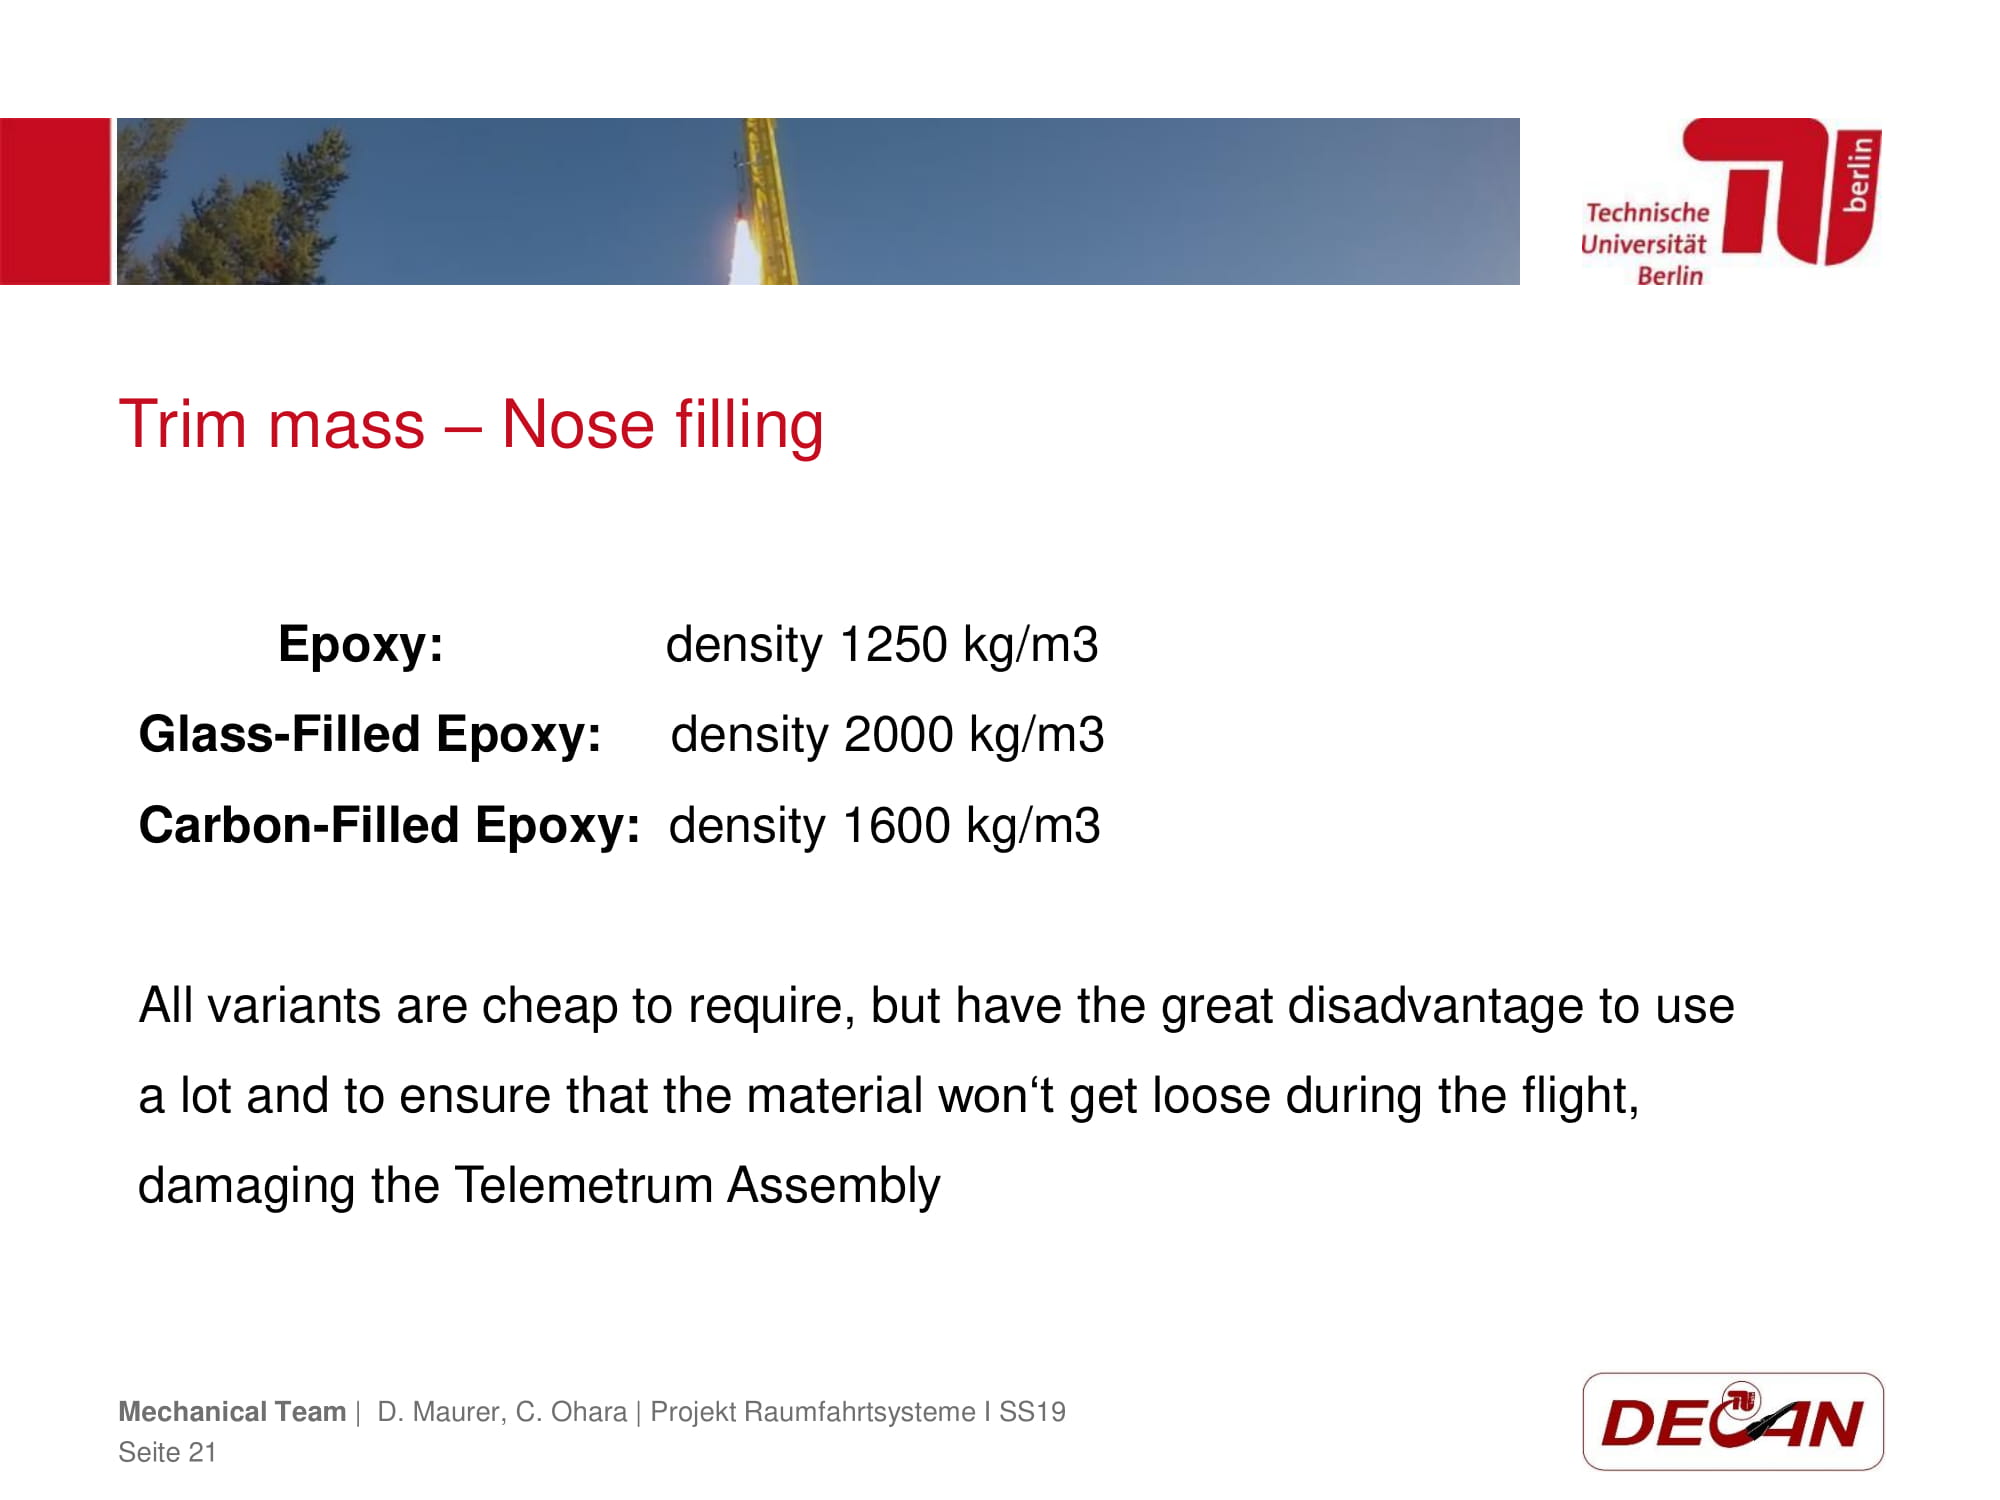 Technische
Universität
Berlin
berlin
Trim mass – Nose filling
Epoxy: density 1250 kg/m3
Glass-Filled Epoxy: density 2000 kg/m3
Carbon-Filled Epoxy: density 1600 kg/m3
All variants are cheap to require, but have the great disadvantage to use
a lot and to ensure that the material won‘t get loose during the flight,
damaging the Telemetrum Assembly
Mechanical Team | D. Maurer, C. Ohara | Projekt Raumfahrtsysteme I SS19
Seite 21
DECAN